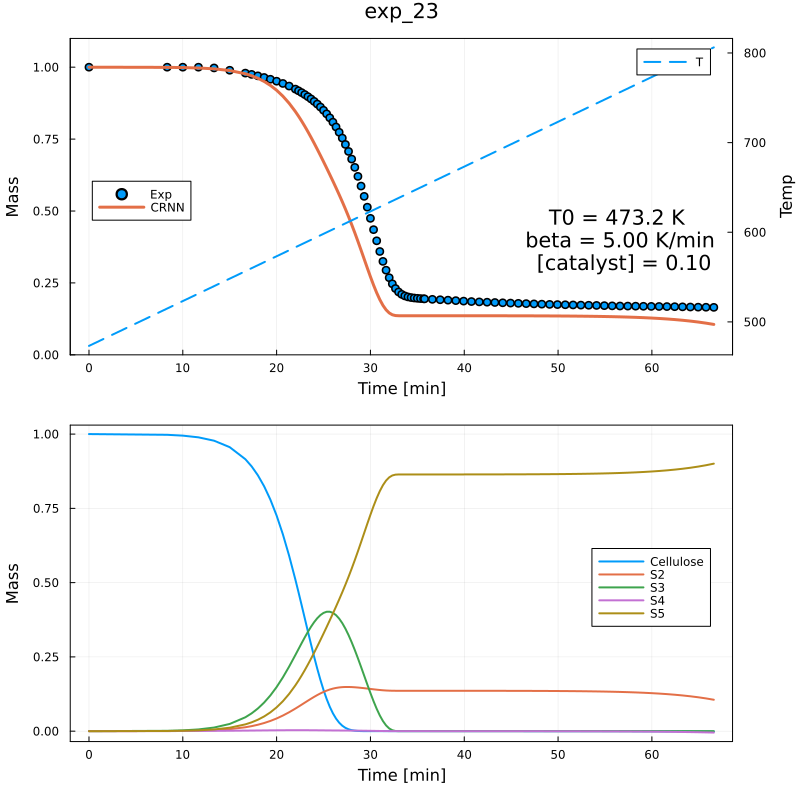 exp_23
1.00
0.75
0.50
0.25
0.00
Mass
0
10
20
30
40
50
60
Time [min]
800
700
600
500
Temp
T
Exp
CRNN
T0 = 473.2 K
beta = 5.00 K/min
[catalyst] = 0.10
1.00
0.75
0.50
0.25
0.00
Mass
0
10
20
30
40
50
60
Time [min]
Cellulose
S2
S3
S4
S5